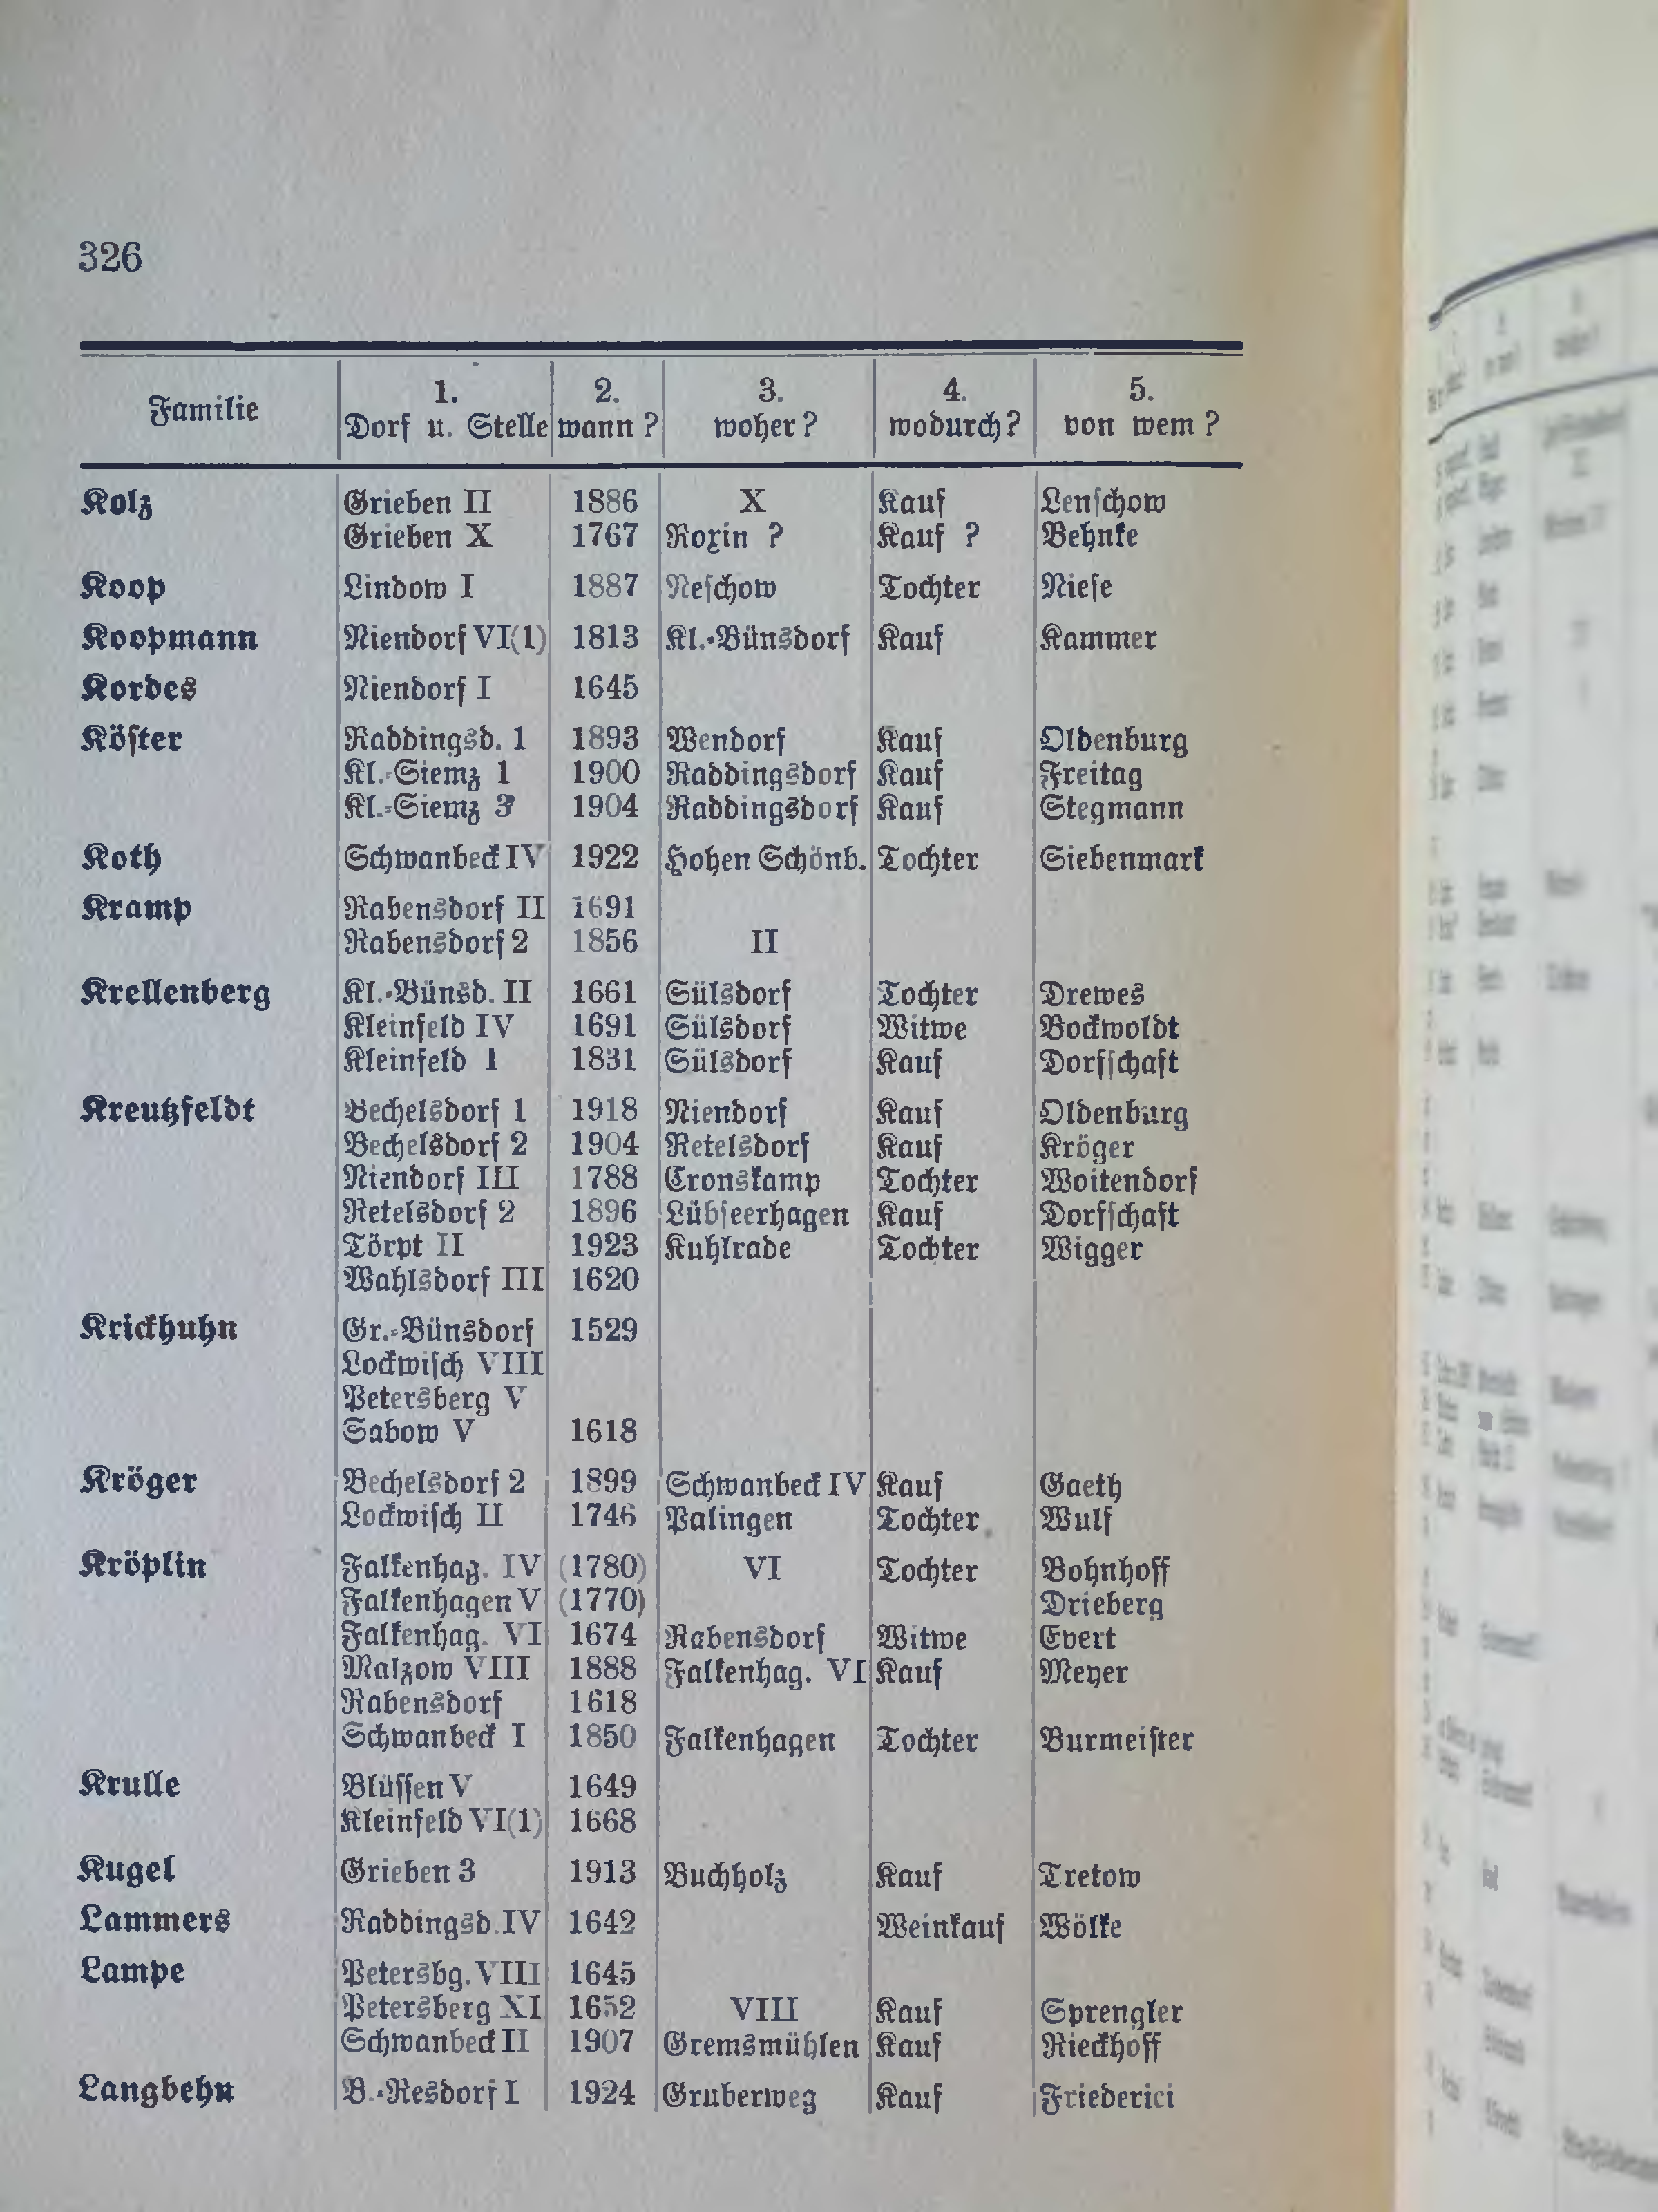 326
Familie 1. Dorf u. Stelle 2. wann? 3. woher? 4. wodurch? 5. von wem?
Kolz Grieben II 1886 X Kauf Lenschow
Grieben X 1767 Roxin ? Kauf ? Behnke
Koop Lindow I 1887 Neschow Tochter Niese
Koopmann Niendorf VI(1) 1813 Kl.-Bünsdorf Kauf Kammer
Kordes Niendorf I 1645
Köster Raddingsd. 1 1893 Wendorf Kauf Oldenburg
Kl.-Siemz 1 1900 Raddingsdorf Kauf Freitag
Kl.-Siemz 3 1904 Raddingsdorf Kauf Stegmann
Koth Schwanbeck IV 1922 Hohen Schönb. Tochter Siebenmark
Kramp Rabensdorf II 1691
Rabensdorf 2 1856 II
Krellenberg Kl.-Bünsd. II 1661 Sülsdorf Tochter Drewes
Kleinfeld IV 1691 Sülsdorf Witwe Bockwoldt
Kleinfeld 1 1831 Sülsdorf Kauf Dorfschaft
Kreutzfeldt Bechelsdorf 1 1918 Niendorf Kauf Oldenburg
Bechelsdorf 2 1904 Retelsdorf Kauf Kröger
Niendorf III 1788 Cronskamp Tochter Woitendorf
Retelsdorf 2 1896 Lübseerhagen Kauf Dorfschaft
Törpt II 1923 Kuhlrade Tochter Wigger
Wahlsdorf III 1620
Krickhuhn Gr.-Bünsdorf 1529
Lockwisch VIII
Petersberg V
Sabow V 1618
Kröger Bechelsdorf 2 1899 Schwanbeck IV Kauf Gaeth
Lockwisch II 1746 Palingen Tochter Wulf
Kröplin Falkenhag. IV (1780) VI Tochter Bohnhoff
Falkenhagen V (1770) Drieberg
Falkenhag. VI 1674 Rabensdorf Witwe Evert
Malzow VIII 1888 Falkenhag. VI Kauf Meyer
Rabensdorf 1618
Schwanbeck I 1850 Falkenhagen Tochter Burmeister
Krulle Blüssen V 1649
Kleinfeld VI(1) 1668
Kugel Grieben 3 1913 Buchholz Kauf Tretow
Lammers Raddingsd. IV 1642 Weinkauf Wölke
Lampe Petersbg. VIII 1645
Petersberg XI 1652 VIII Kauf Sprengler
Schwanbeck II 1907 Gremsmühlen Kauf Rieckhoff
Langbehn B.-Resdorf I 1924 Gruberweg Kauf Friederici